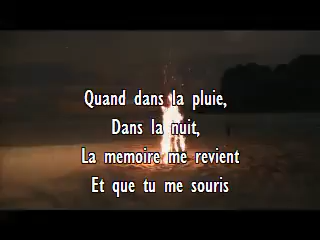 Quand dans la pluie,
Dans la nuit,
La memoire me revient
Et que tu me souris